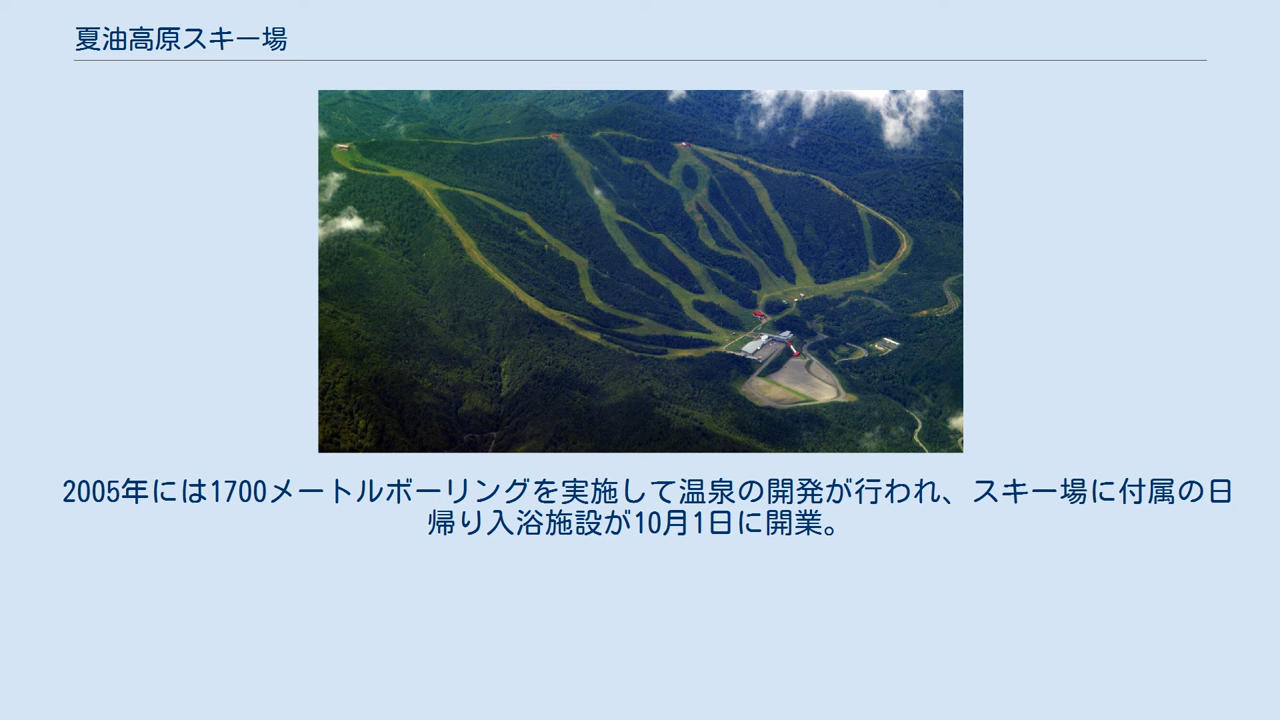 夏油高原スキー場
2005年には1700メートルボーリングを実施して温泉の開発が行われ、スキー場に付属の日
帰り入浴施設が10月1日に開業。